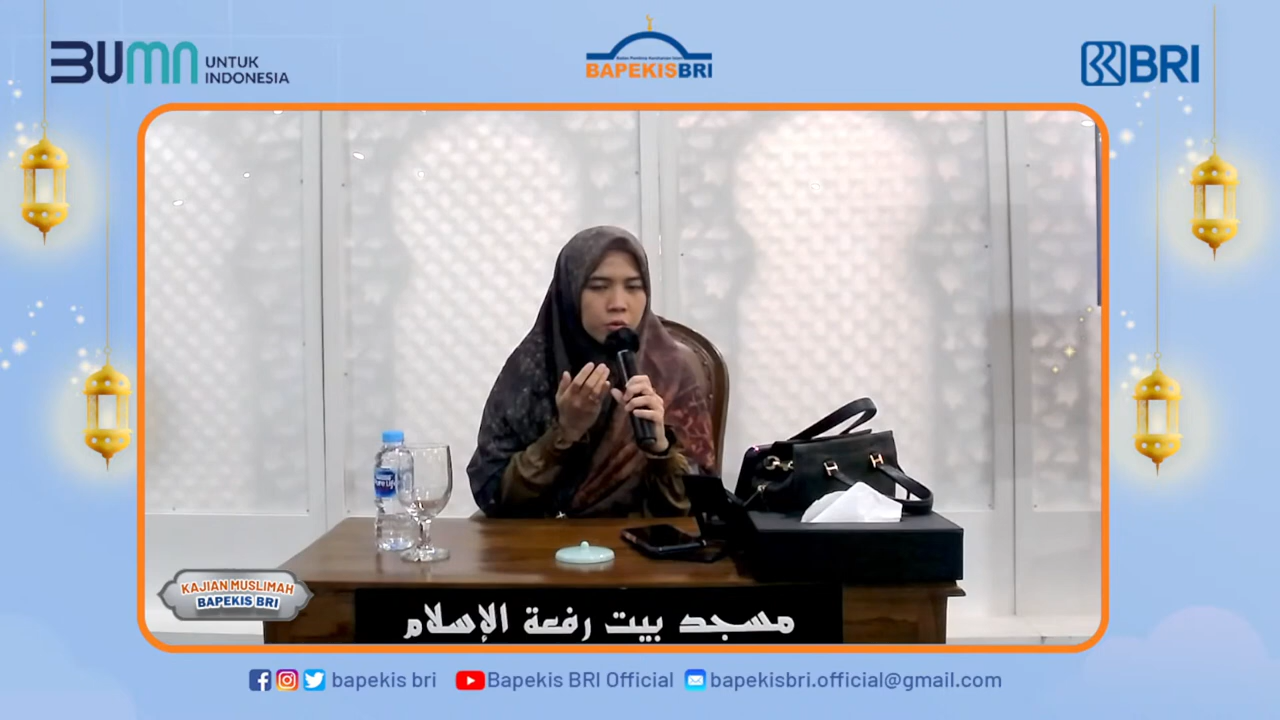 BUMN UNTUK
INDONESIA
BAPEKISBRI
BRI
KAJIAN MUSLIMAH
BAPEKIS BRI
مسجد بيت رفعة الإسلام
bapekis bri
Bapekis BRI Official
bapekisbri.official@gmail.com